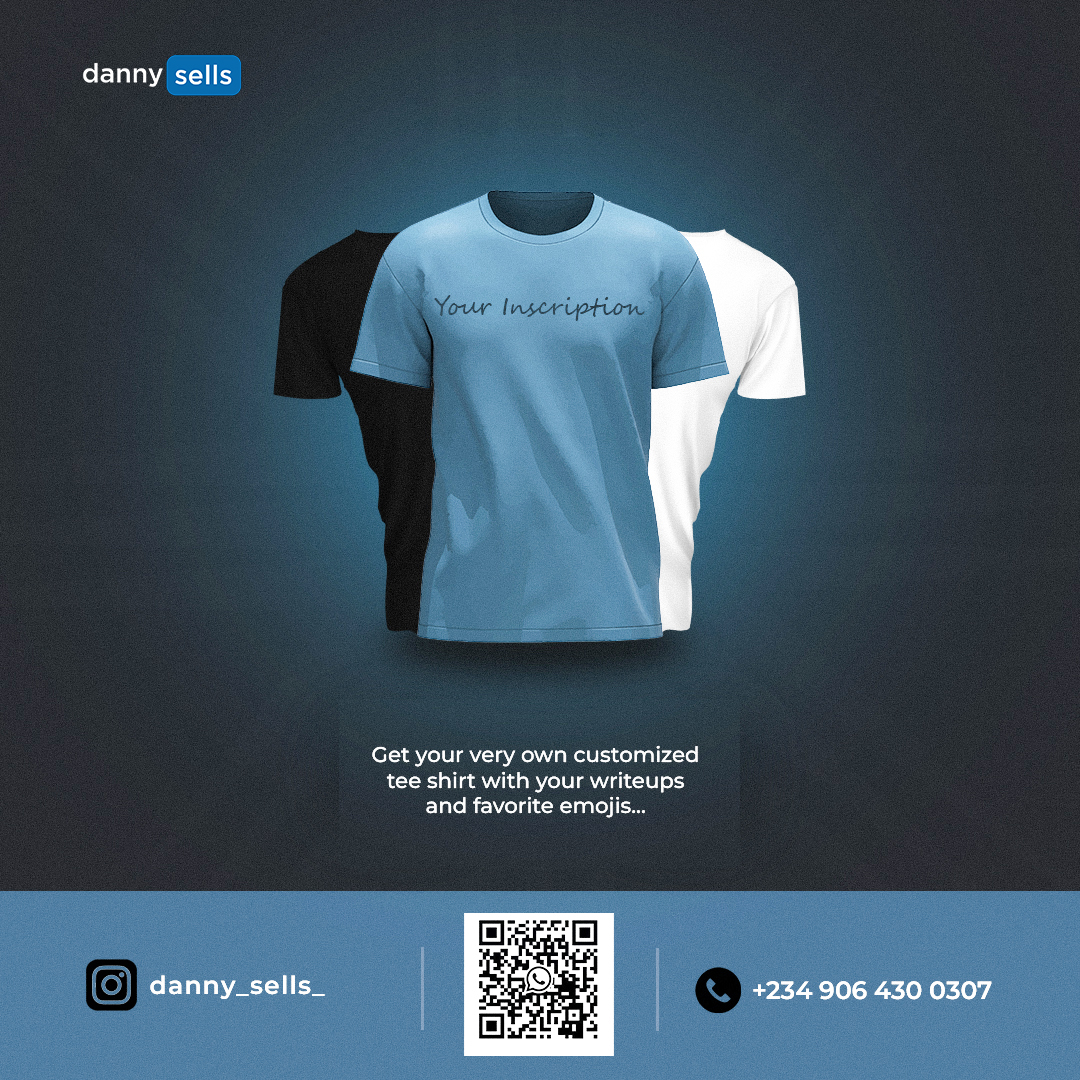 danny sells
Your Inscription
Get your very own customized
tee shirt with your writeups
and favorite emojis...
danny_sells_
+234 906 430 0307